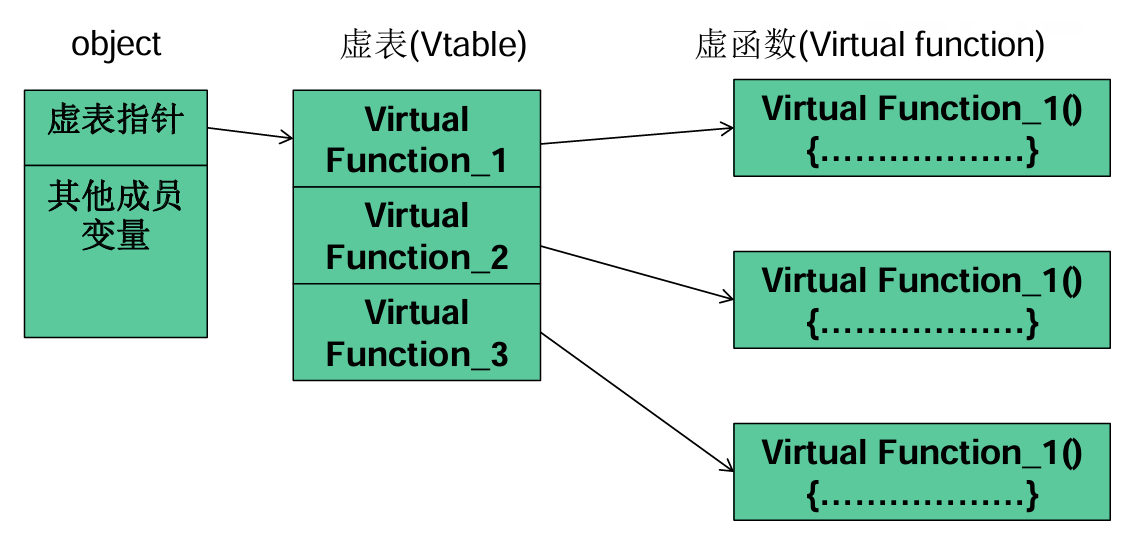 object
虚表(Vtable)
虚函数(Virtual function)
虚表指针
其他成员
变量
Virtual
Function_1
Virtual
Function_2
Virtual
Function_3
Virtual Function_1()
{..................}
Virtual Function_1()
{..................}
Virtual Function_1()
{..................}